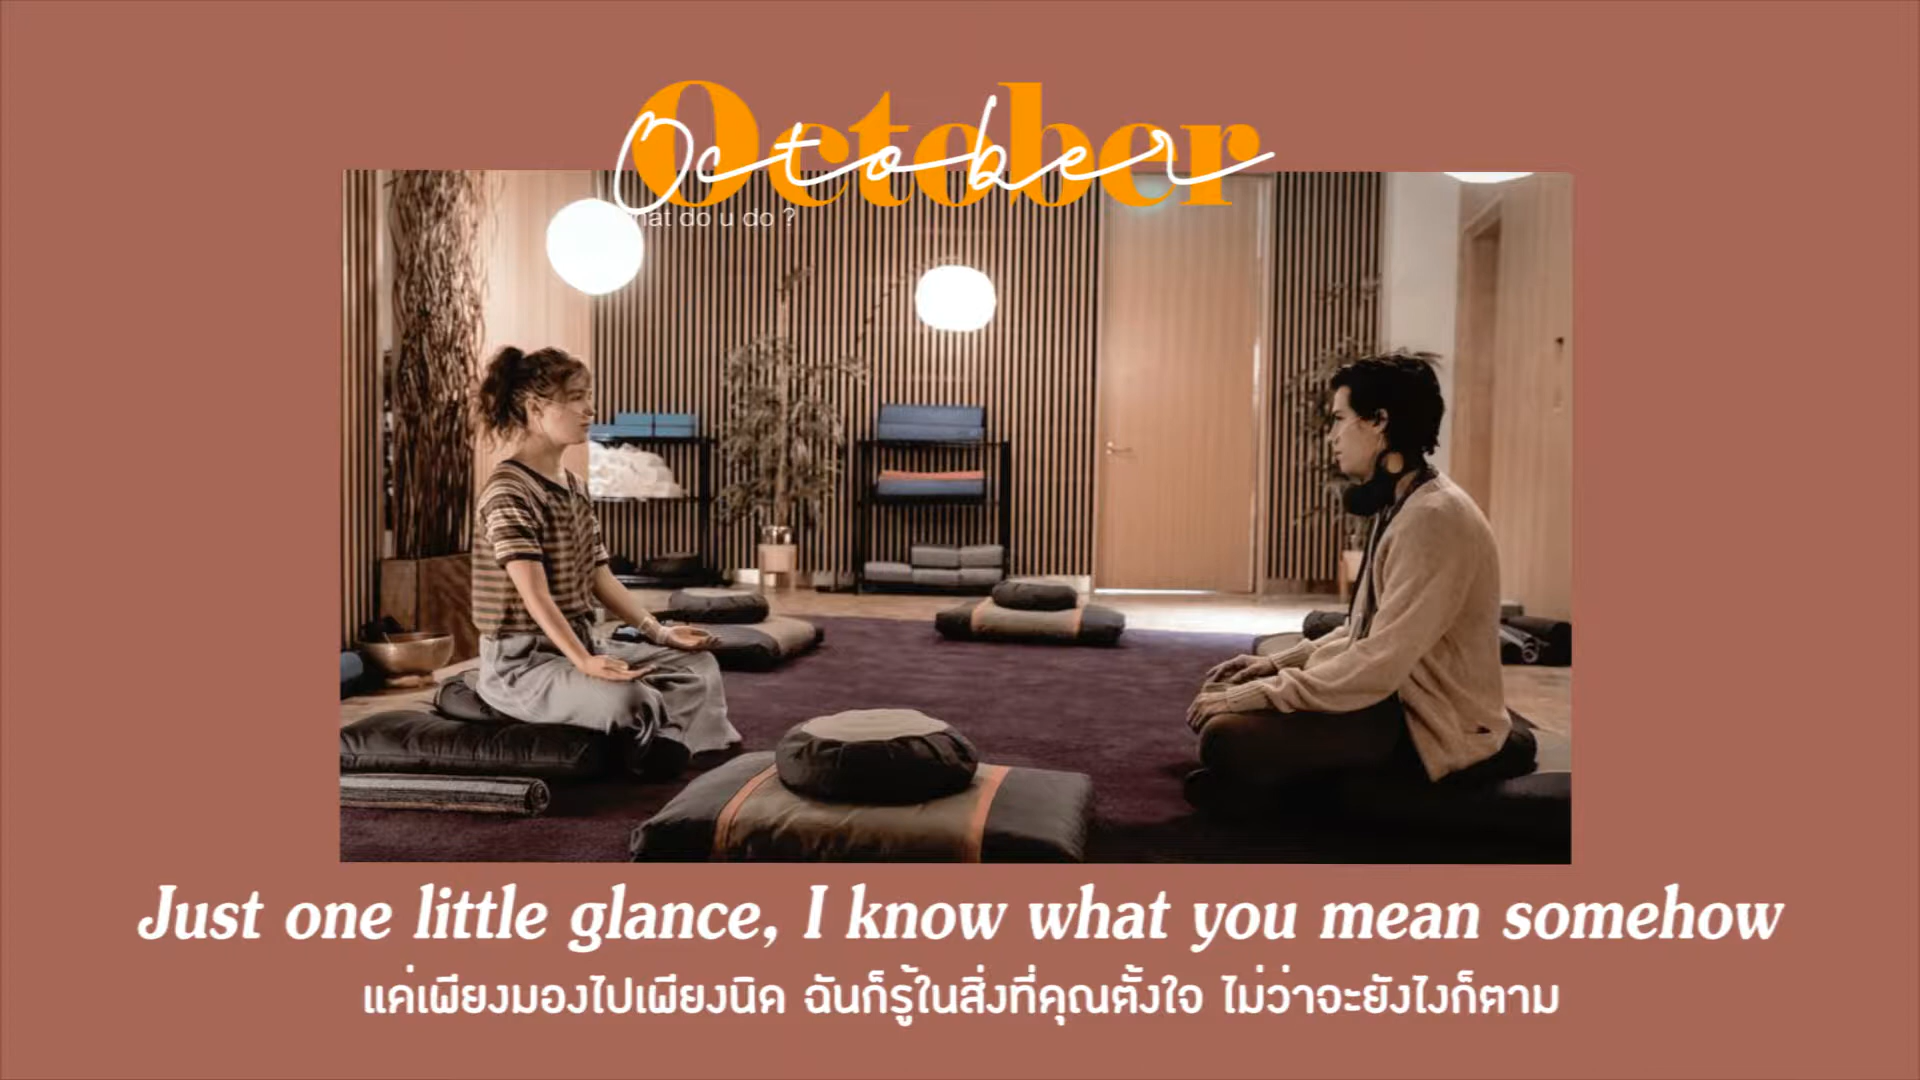 October
October
hat do u do ?
Just one little glance, I know what you mean somehow
แค่เพียงมองไปเพียงนิด ฉันก็รู้ในสิ่งที่คุณตั้งใจ ไม่ว่าจะยังไงก็ตาม